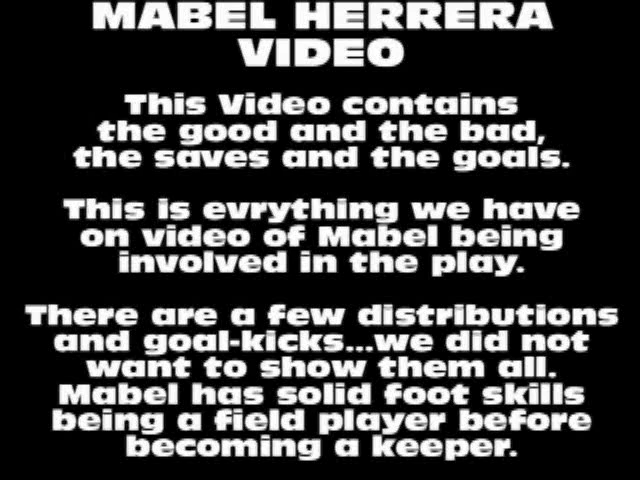 MABEL HERRERA
VIDEO
This Video contains
the good and the bad,
the saves and the goals.
This is evrything we have
on video of Mabel being
involved in the play.
There are a few distributions
and goal-kicks...we did not
want to show them all.
Mabel has solid foot skills
being a field player before
becoming a keeper.